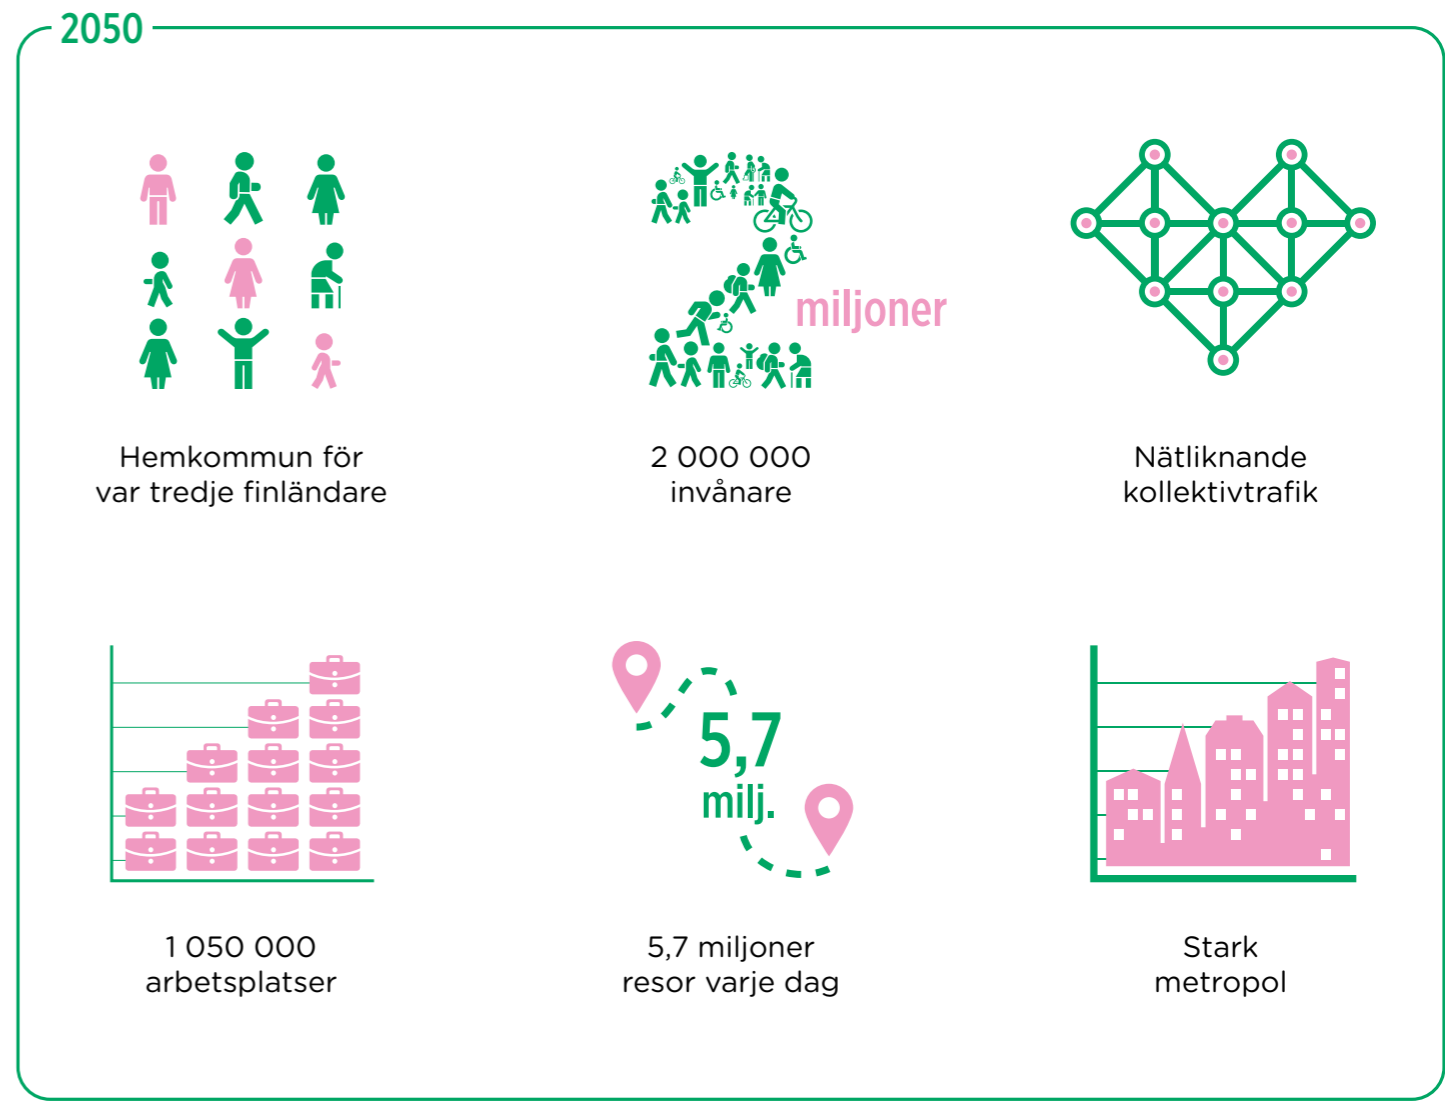 2050
miljoner
Hemkommun för
var tredje finländare
2 000 000
invånare
Nätliknande
kollektivtrafik
5,7
milj.
1 050 000
arbetsplatser
5,7 miljoner
resor varje dag
Stark
metropol